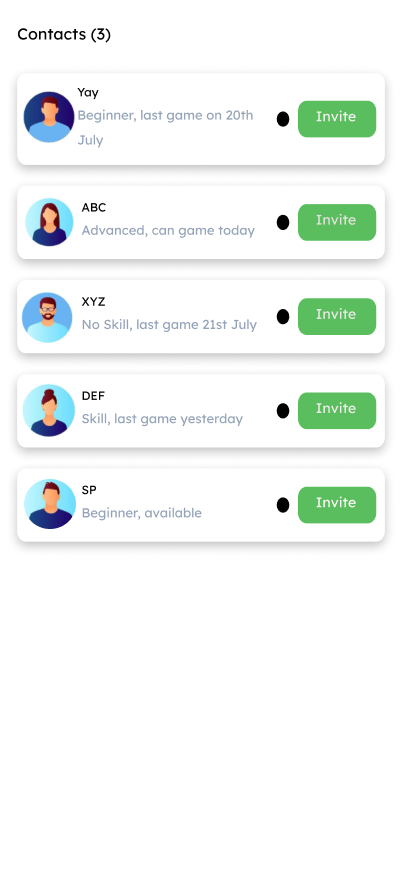 Contacts (3)
Yay
Beginner, last game on 20th
July
Invite
ABC
Advanced, can game today
Invite
XYZ
No Skill, last game 21st July
Invite
DEF
Skill, last game yesterday
Invite
SP
Beginner, available
Invite